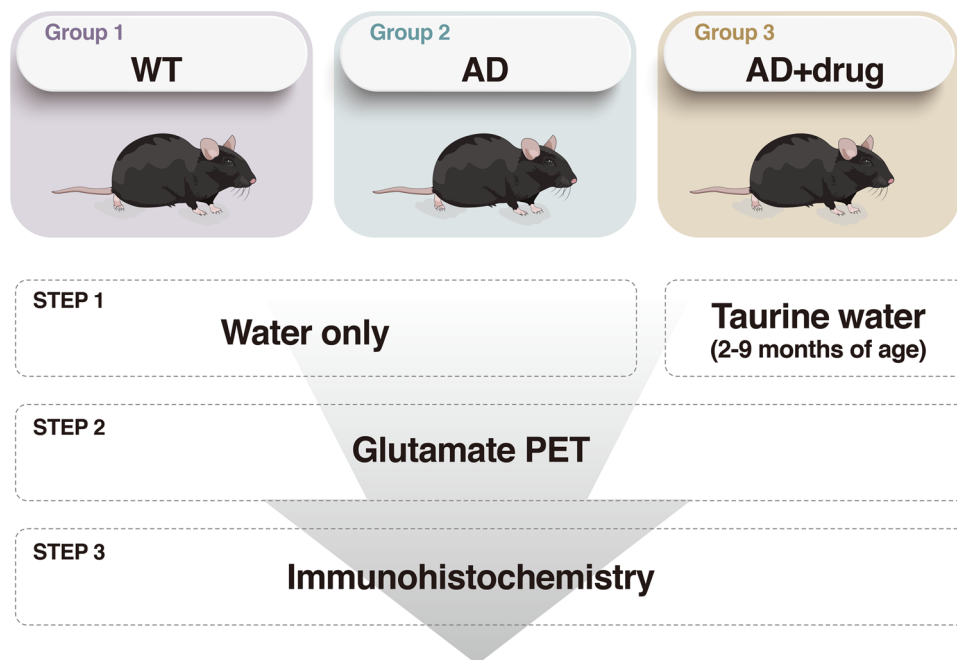 Group 1
WT
Group 2
AD
Group 3
AD+drug
STEP 1
Water only
Taurine water
(2-9 months of age)
STEP 2
Glutamate PET
STEP 3
Immunohistochemistry